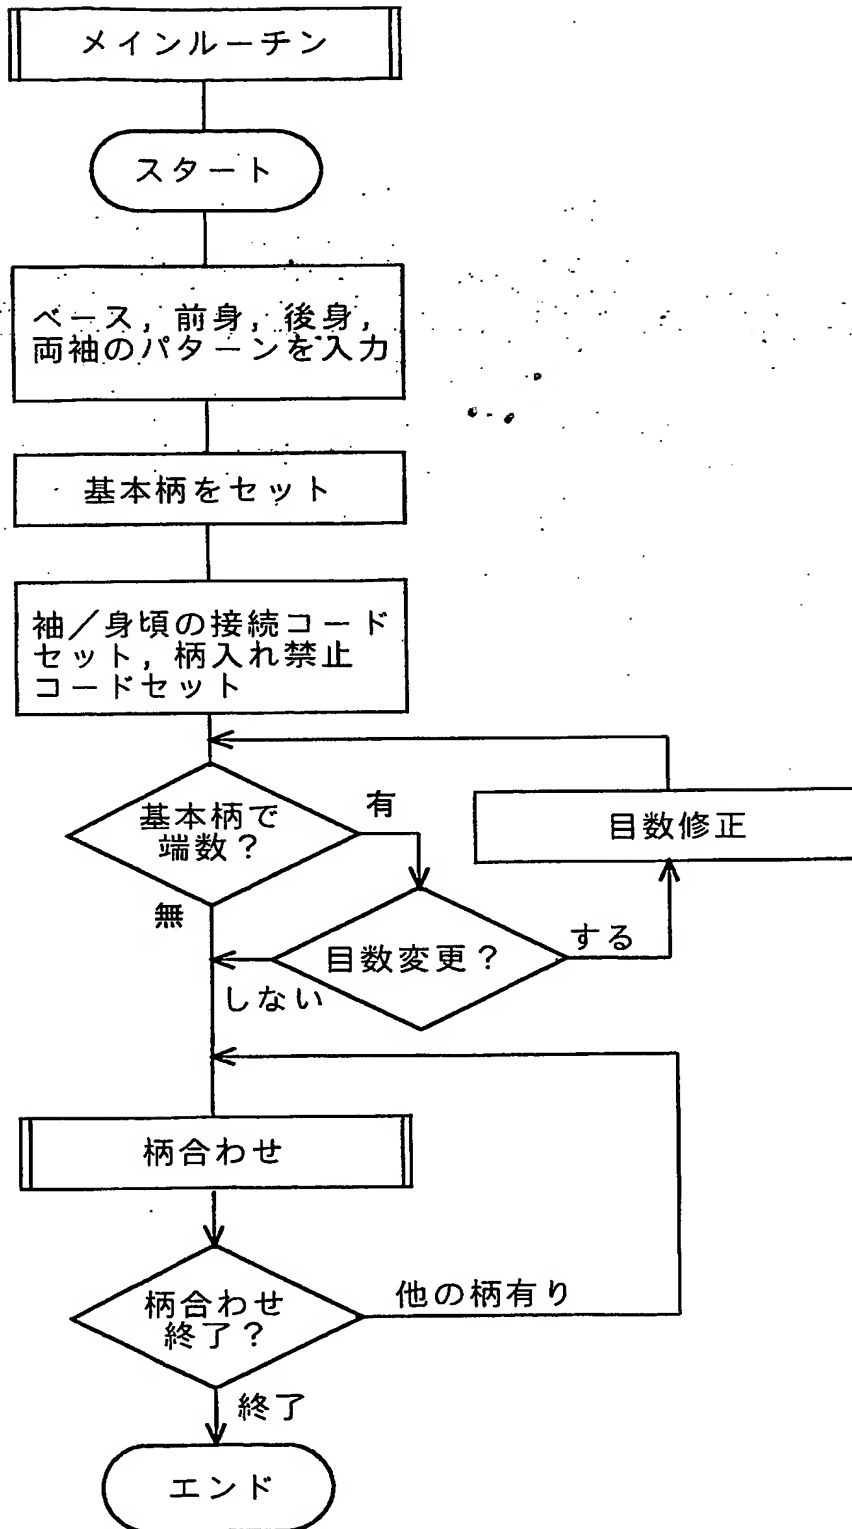 メインルーチン
スタート
ベース，前身，後身，
両袖のパターンを入力
基本柄をセット
袖／身頃の接続コード
セット，柄入れ禁止
コードセット
基本柄で
端数？
有
目数修正
無
目数変更？
する
しない
柄合わせ
柄合わせ
終了？
他の柄有り
終了
エンド